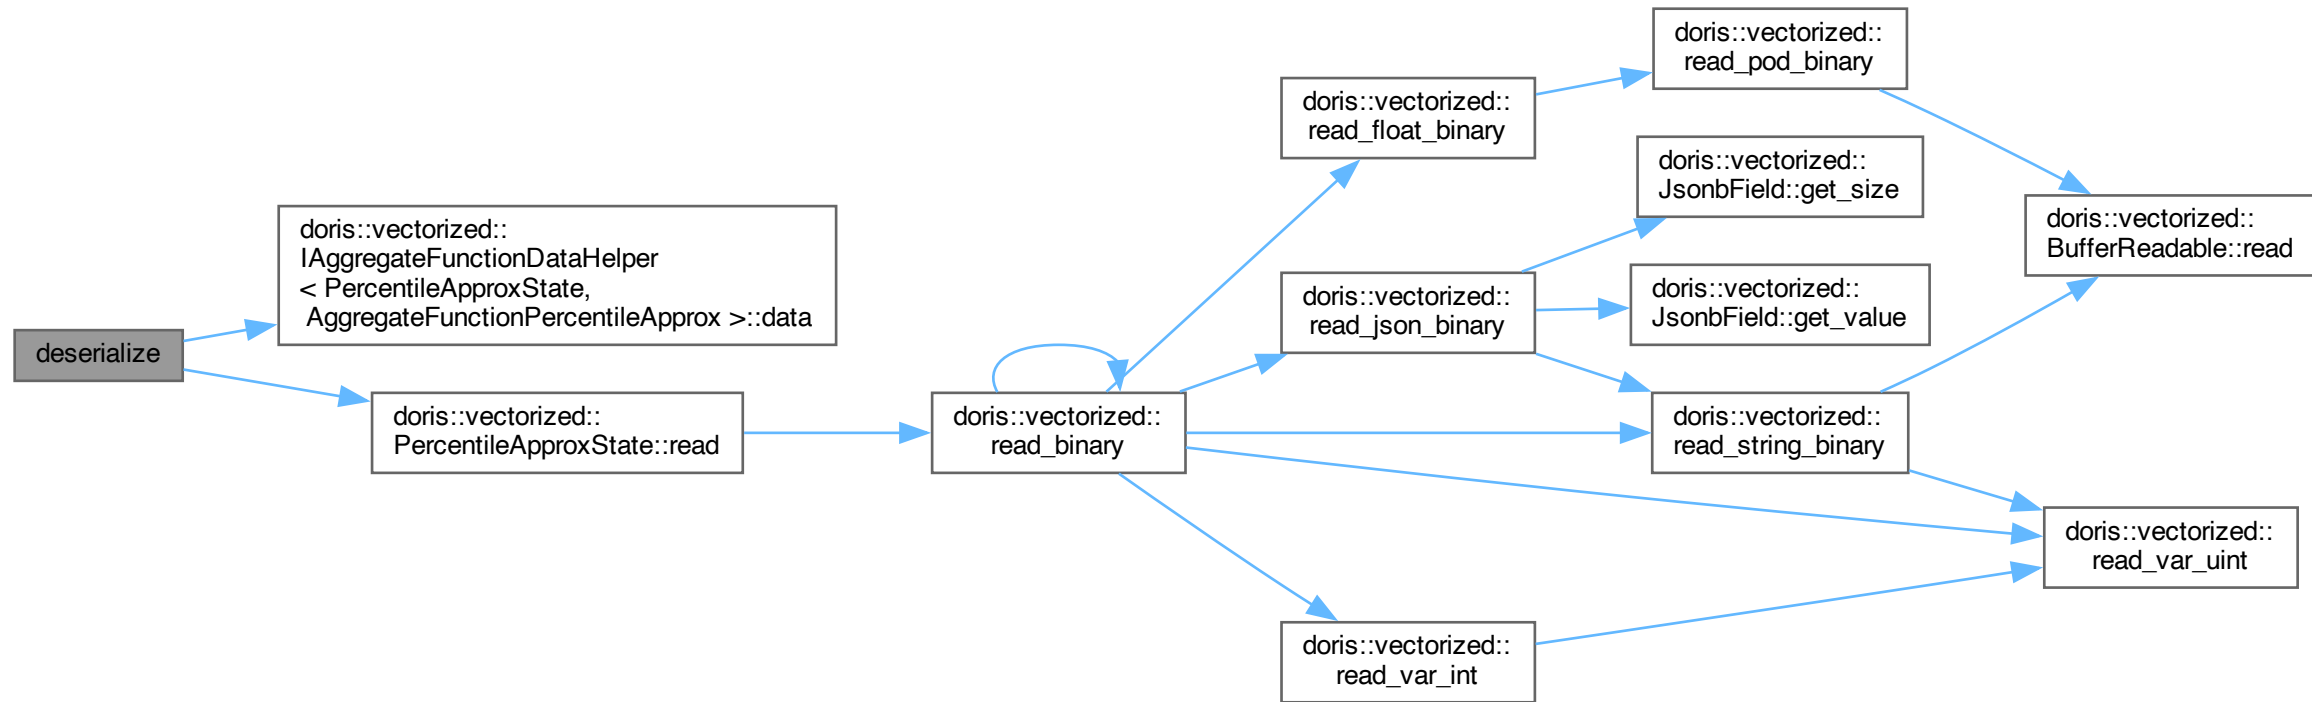 deserialize
doris::vectorized::
IAggregateFunctionDataHelper
< PercentileApproxState,
AggregateFunctionPercentileApprox >::data
doris::vectorized::
PercentileApproxState::read
doris::vectorized::
read_binary
doris::vectorized::
read_float_binary
doris::vectorized::
read_json_binary
doris::vectorized::
read_var_int
doris::vectorized::
read_pod_binary
doris::vectorized::
JsonbField::get_size
doris::vectorized::
JsonbField::get_value
doris::vectorized::
read_string_binary
doris::vectorized::
BufferReadable::read
doris::vectorized::
read_var_uint